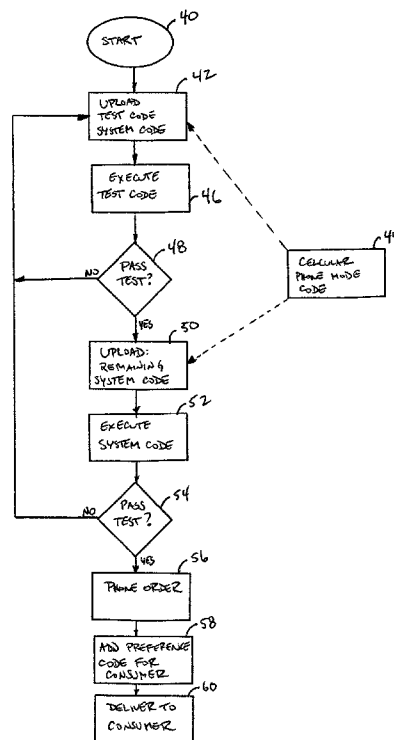 40
START
42
UPLOAD
TEST CODE
SYSTEM CODE
EXECUTE
TEST CODE
46
48
PASS
TEST?
NO
YES
CELLULAR
PHONE MODE
CODE
50
UPLOAD:
REMAINING
SYSTEM CODE
52
EXECUTE
SYSTEM CODE
54
PASS
TEST?
NO
YES
56
PHONE ORDER
58
ADD PREFERENCE
CODE FOR
CONSUMER
60
DELIVER TO
CONSUMER